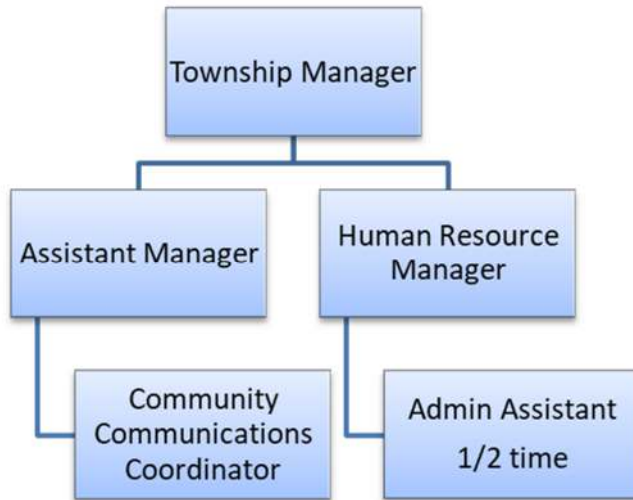 Township Manager
Assistant Manager
Human Resource
Manager
Community
Communications
Coordinator
Admin Assistant
1/2 time